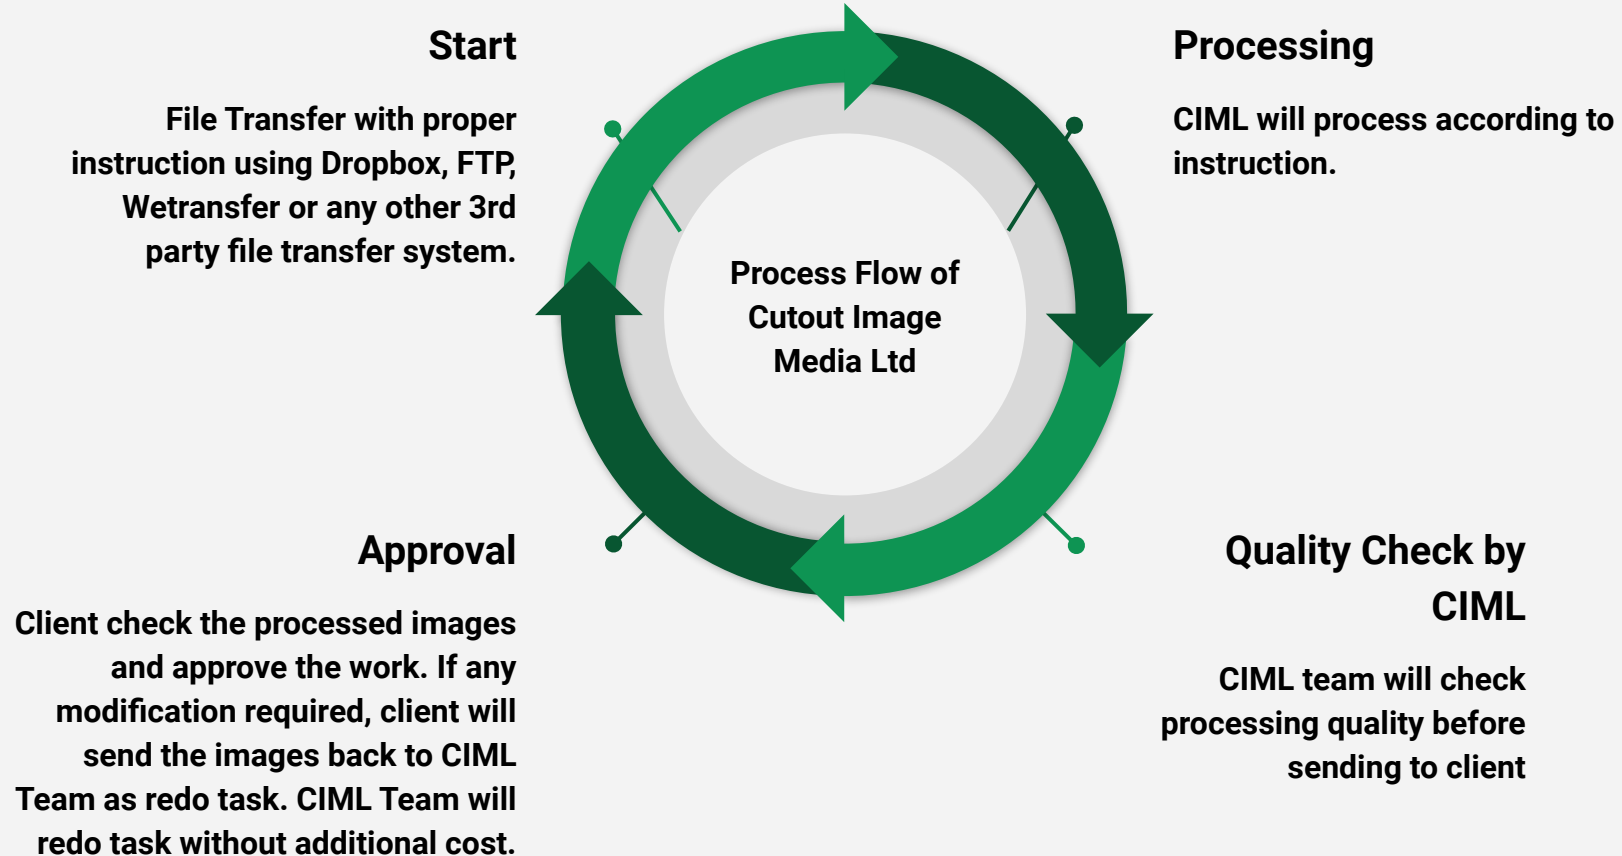 Start
File Transfer with proper
instruction using Dropbox, FTP,
Wetransfer or any other 3rd
party file transfer system.
Processing
CIML will process according to
instruction.
Process Flow of
Cutout Image
Media Ltd
Approval
Client check the processed images
and approve the work. If any
modification required, client will
send the images back to CIML
Team as redo task. CIML Team will
redo task without additional cost.
Quality Check by
CIML
CIML team will check
processing quality before
sending to client